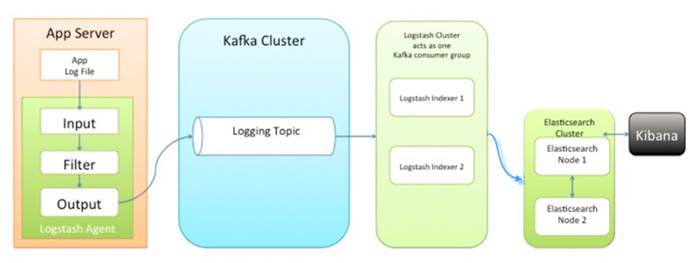 App Server
App
Log File
Input
Filter
Output
Logstash Agent
Kafka Cluster
Logging Topic
Logstash Cluster
acts as one
Kafka consumer group
Logstash Indexer 1
Logstash Indexer 2
Elasticsearch
Cluster
Elasticsearch
Node 1
Elasticsearch
Node 2
Kibana